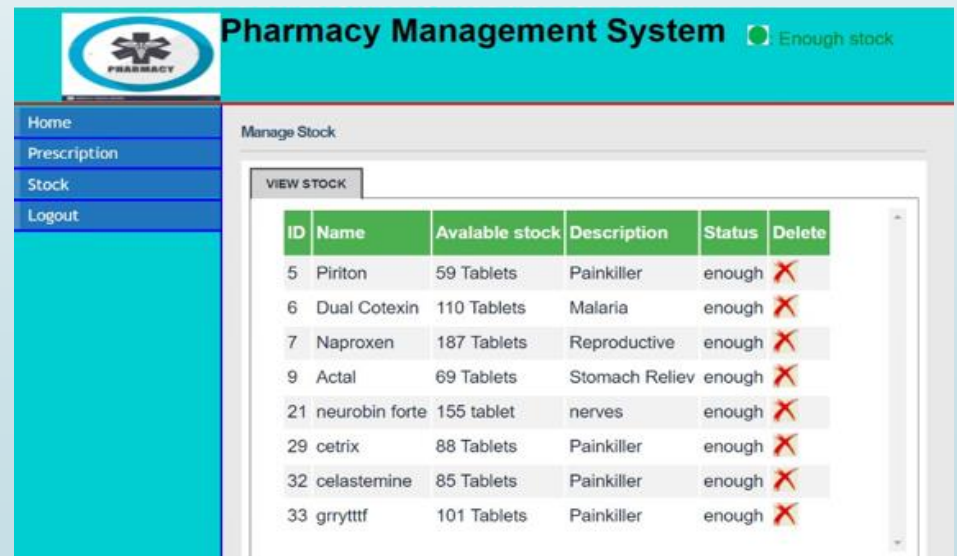 PHARMACY
Pharmacy Management System : Enough stock
Home
Prescription
Stock
Logout
Manage Stock
VIEW STOCK
ID Name Avalable stock Description Status Delete
5 Piriton 59 Tablets Painkiller enough
6 Dual Cotexin 110 Tablets Malaria enough
7 Naproxen 187 Tablets Reproductive enough
9 Actal 69 Tablets Stomach Reliev enough
21 neurobin forte 155 tablet nerves enough
29 cetrix 88 Tablets Painkiller enough
32 celastemine 85 Tablets Painkiller enough
33 grrytttf 101 Tablets Painkiller enough